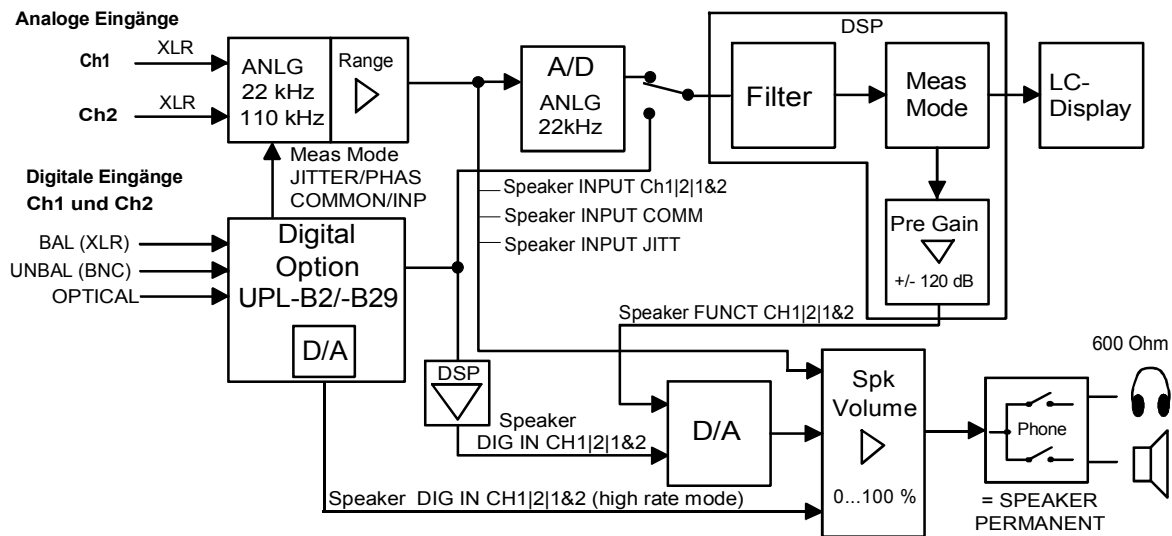 Analoge Eingänge
Ch1
XLR
Ch2
XLR
ANLG
22 kHz
110 kHz
Range
A/D
ANLG
22kHz
DSP
Filter
Meas
Mode
LC-
Display
Meas Mode
JITTER/PHAS
COMMON/INP
Digitale Eingänge
Ch1 und Ch2
BAL (XLR)
UNBAL (BNC)
OPTICAL
Digital
Option
UPL-B2/-B29
D/A
Speaker INPUT Ch1|2|1&2
Speaker INPUT COMM
Speaker INPUT JITT
Pre Gain
+/- 120 dB
Speaker FUNCT CH1|2|1&2
DSP
Speaker
DIG IN CH1|2|1&2
D/A
Spk
Volume
0...100 %
600 Ohm
Phone
= SPEAKER
PERMANENT
Speaker DIG IN CH1|2|1&2 (high rate mode)